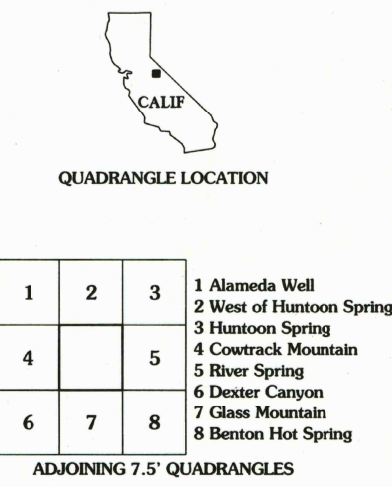 CALIF
QUADRANGLE LOCATION
1 2 3
4 5
6 7 8
1 Alameda Well
2 West of Huntoon Spring
3 Huntoon Spring
4 Cowtrack Mountain
5 River Spring
6 Dexter Canyon
7 Glass Mountain
8 Benton Hot Spring
ADJOINING 7.5' QUADRANGLES